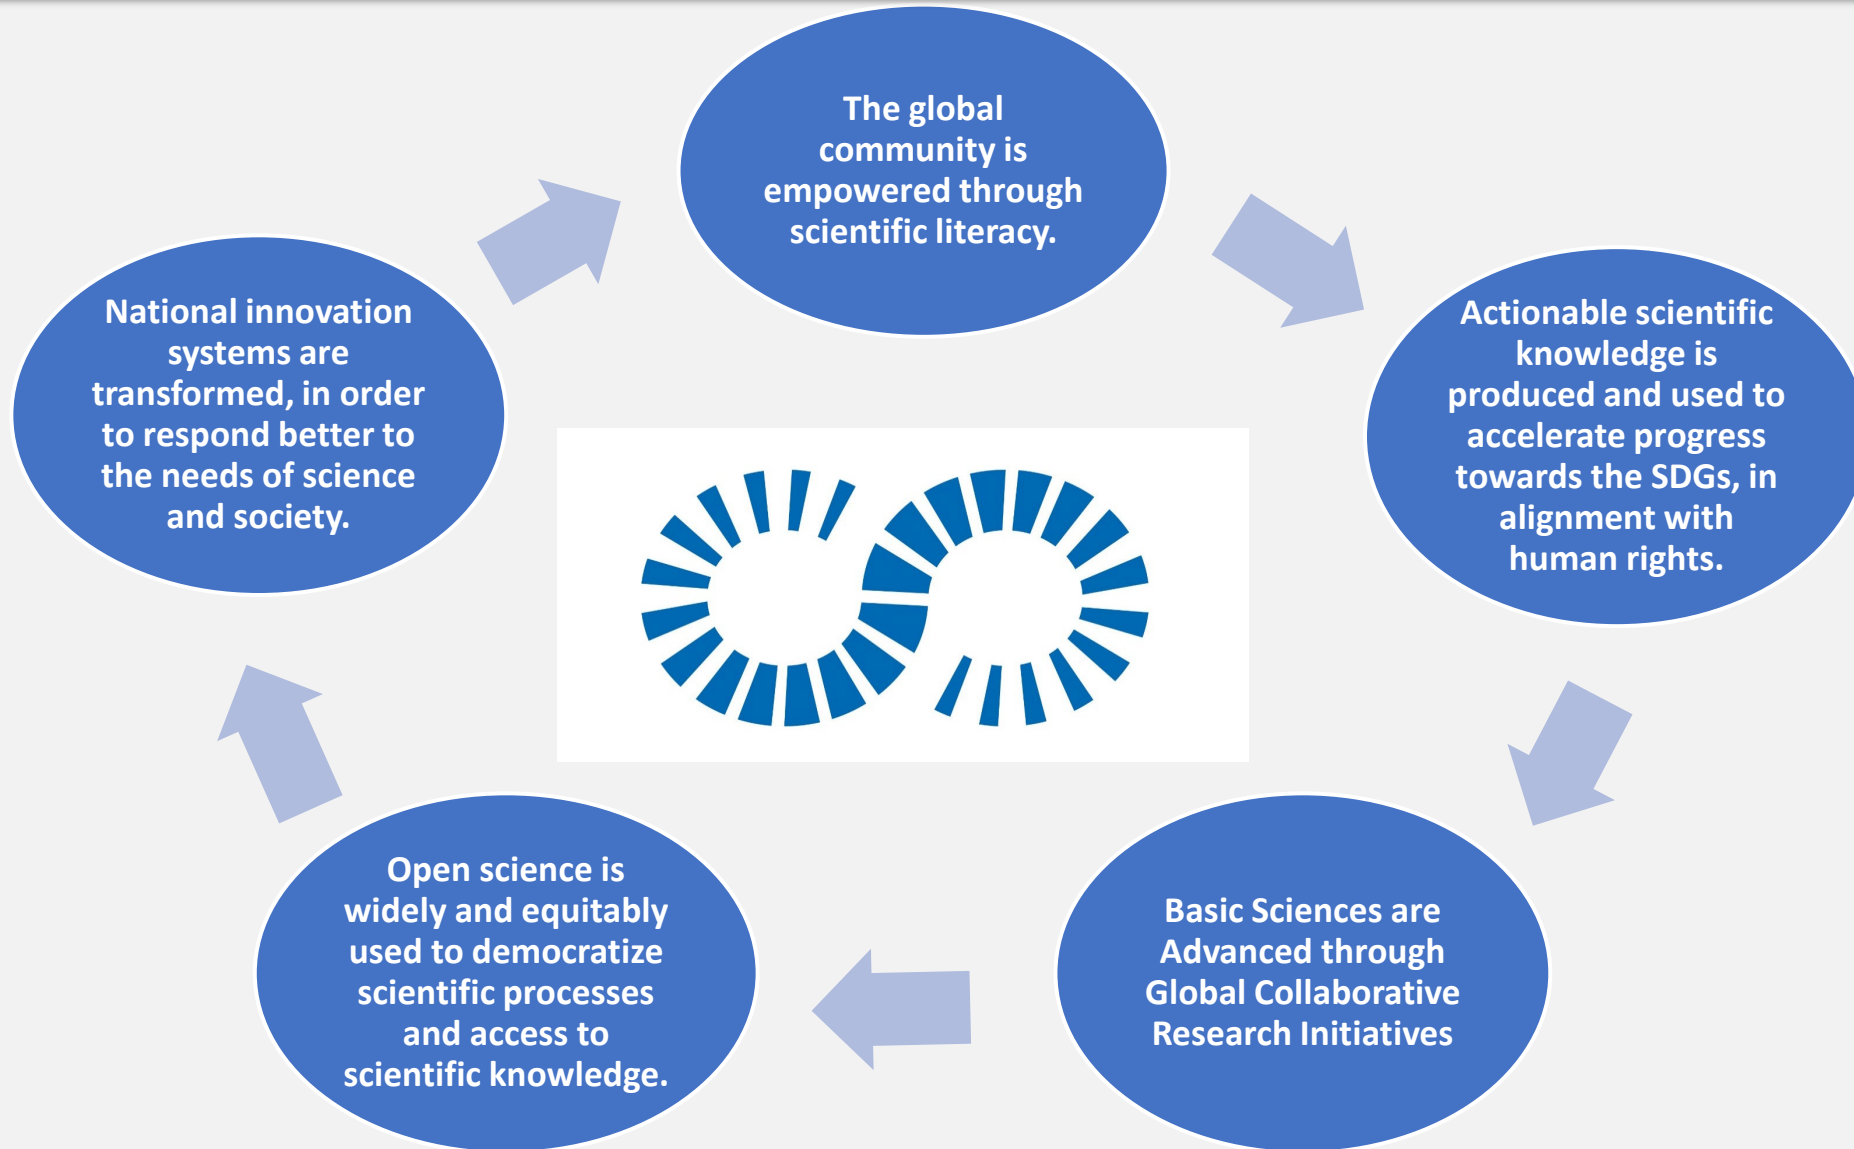 The global
community is
empowered through
scientific literacy.
Actionable scientific
knowledge is
produced and used to
accelerate progress
towards the SDGs, in
alignment with
human rights.
Basic Sciences are
Advanced through
Global Collaborative
Research Initiatives
Open science is
widely and equitably
used to democratize
scientific processes
and access to
scientific knowledge.
National innovation
systems are
transformed, in order
to respond better to
the needs of science
and society.